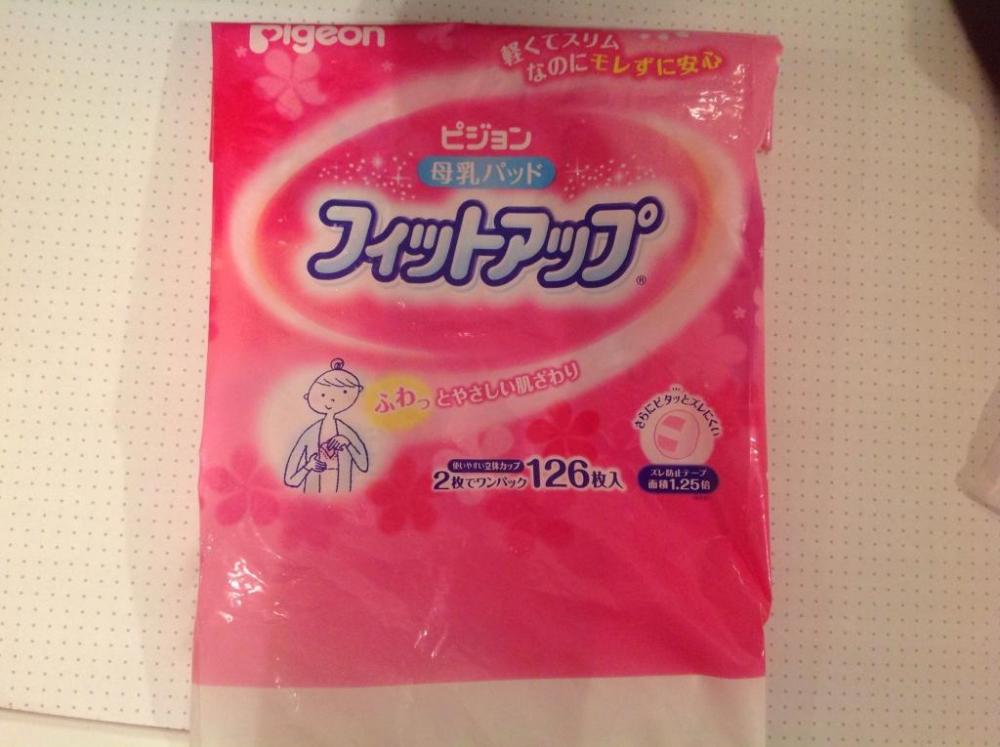 Pigeon
軽くてスリム
なのにモレずに安心
ピジョン
母乳パッド
フィットアップ®
ふわっとやさしい肌ざわり
さらにピタッとズレにくい
使いやすい立体カップ
2枚でワンパック 126枚入
ズレ防止テープ
面積1.25倍